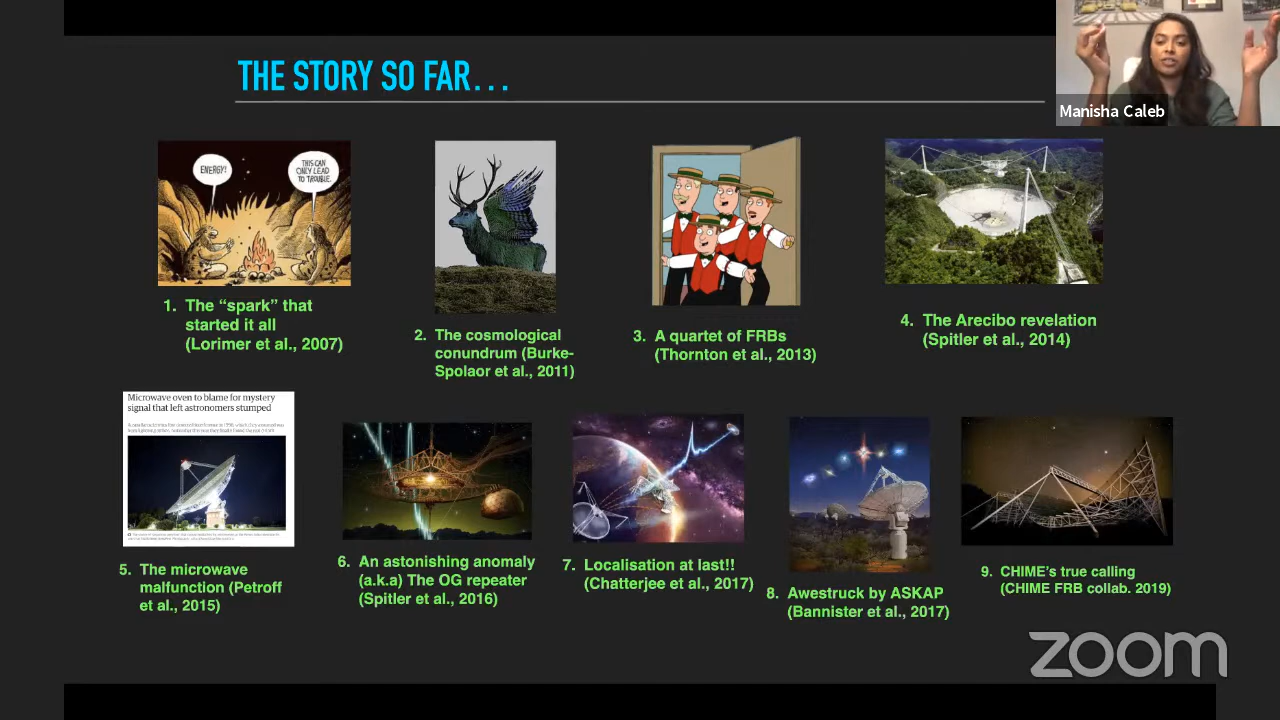 THE STORY SO FAR...
Manisha Caleb
ENERGY!
THIS CAN
ONLY LEAD
TO TROUBLE.
1. The “spark” that
started it all
(Lorimer et al., 2007)
2. The cosmological
conundrum (Burke-
Spolaor et al., 2011)
3. A quartet of FRBs
(Thornton et al., 2013)
4. The Arecibo revelation
(Spitler et al., 2014)
Microwave oven to blame for mystery
signal that left astronomers stumped
5. The microwave
malfunction (Petroff
et al., 2015)
6. An astonishing anomaly
(a.k.a) The OG repeater
(Spitler et al., 2016)
7. Localisation at last!!
(Chatterjee et al., 2017)
8. Awestruck by ASKAP
(Bannister et al., 2017)
9. CHIME’s true calling
(CHIME FRB collab. 2019)
zoom